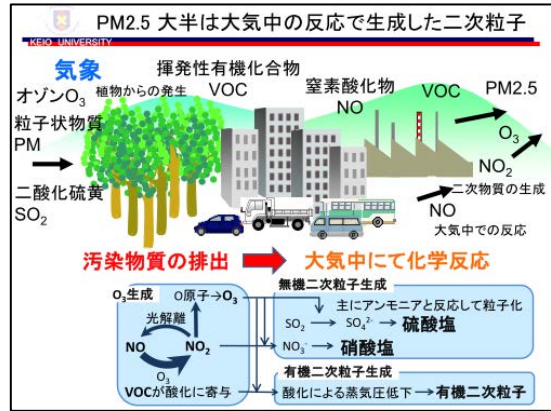 PM2.5 大半は大気中の反応で生成した二次粒子
KEIO UNIVERSITY
気象
オゾンO₃
粒子状物質
PM
二酸化硫黄
SO₂
植物からの発生
揮発性有機化合物
VOC
窒素酸化物
NO
VOC
PM2.5
O₃
NO₂
二次物質の生成
NO
大気中での反応
汚染物質の排出
大気中にて化学反応
O₃生成
O原子→O₃
光解離
NO
NO₂
O₃
VOCが酸化に寄与
無機二次粒子生成
主にアンモニアと反応して粒子化
SO₂ → SO₄²⁻ → 硫酸塩
NO₃⁻ → 硝酸塩
有機二次粒子生成
酸化による蒸気圧低下 → 有機二次粒子